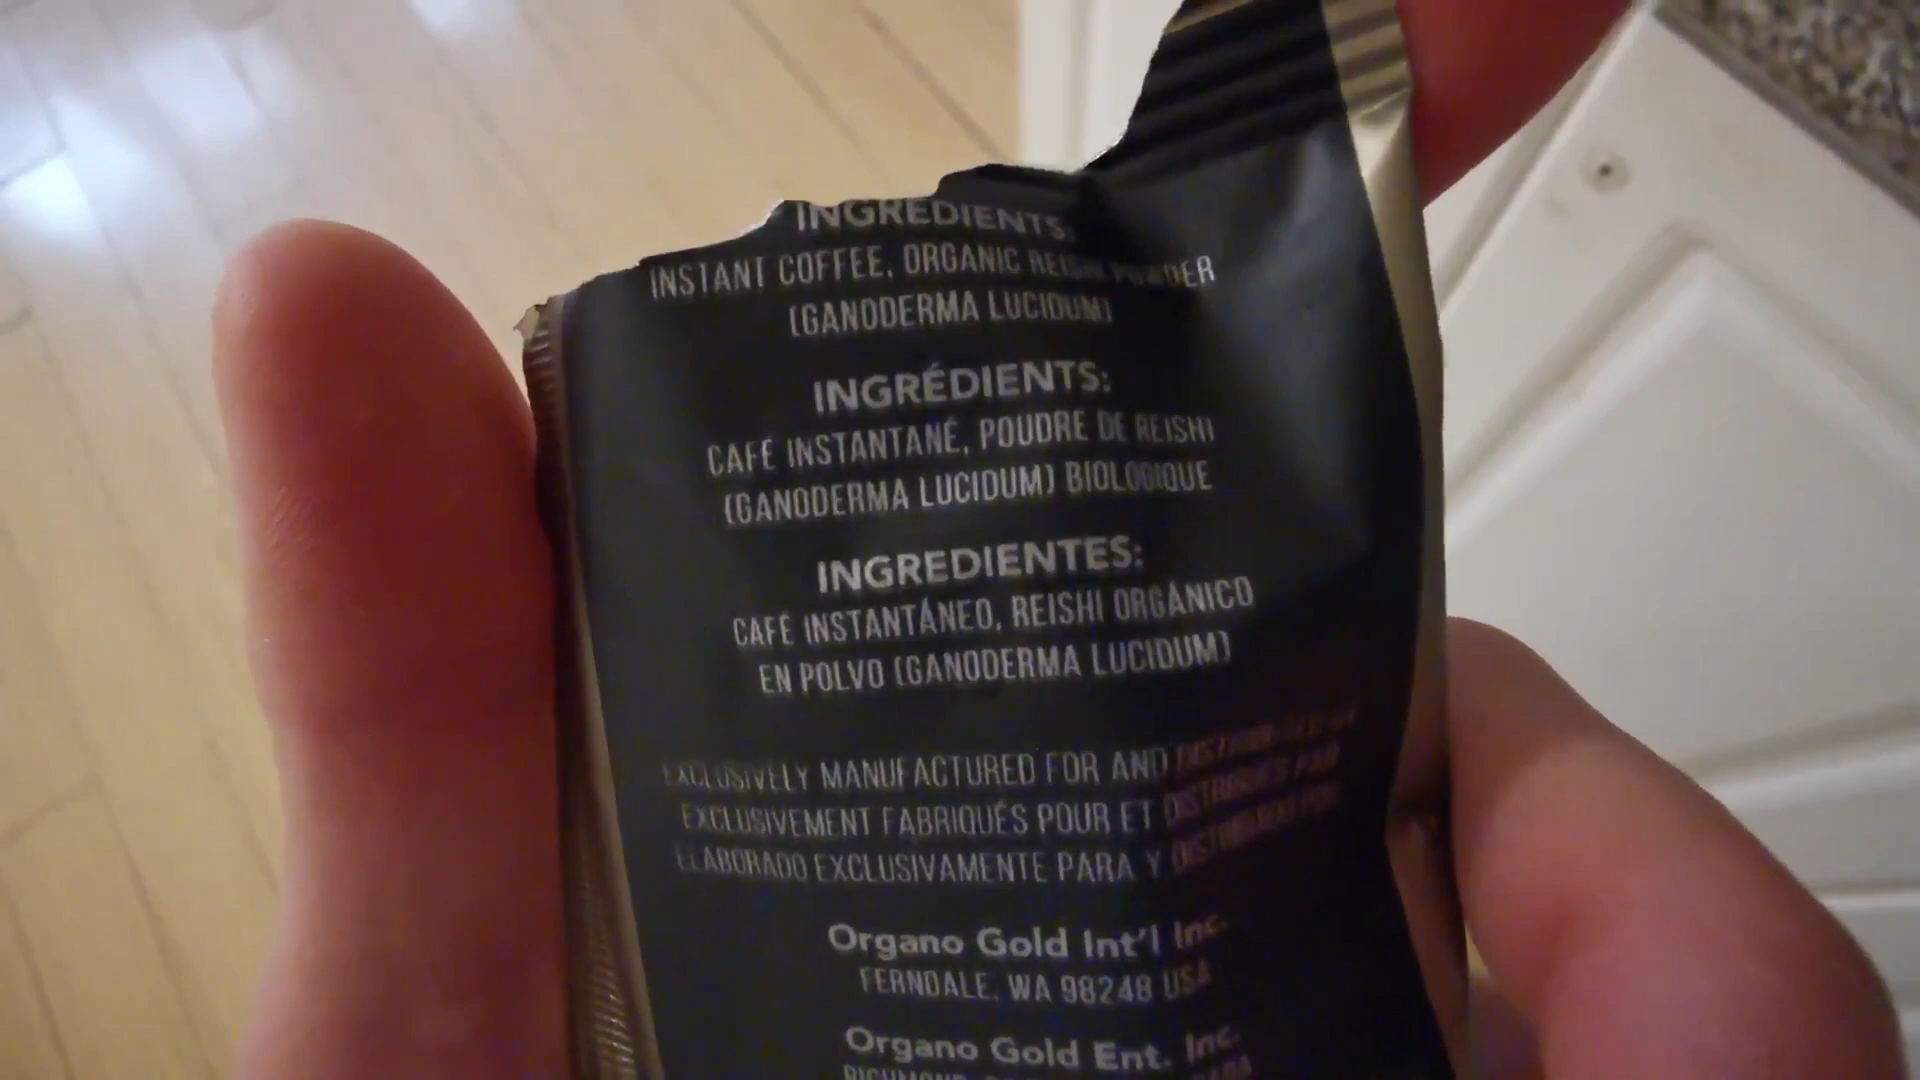 INGREDIENTS:
INSTANT COFFEE, ORGANIC REISHI POWDER
(GANODERMA LUCIDUM)
INGRÉDIENTS:
CAFÉ INSTANTANÉ, POUDRE DE REISHI
(GANODERMA LUCIDUM) BIOLOGIQUE
INGREDIENTES:
CAFÉ INSTANTÁNEO, REISHI ORGÁNICO
EN POLVO (GANODERMA LUCIDUM)
EXCLUSIVELY MANUFACTURED FOR AND DISTRIBUTED BY
EXCLUSIVEMENT FABRIQUÉS POUR ET DISTRIBUÉS PAR
ELABORADO EXCLUSIVAMENTE PARA Y DISTRIBUIDO POR
Organo Gold Int'l Inc.
FERNDALE, WA 98248 USA
Organo Gold Ent. Inc.